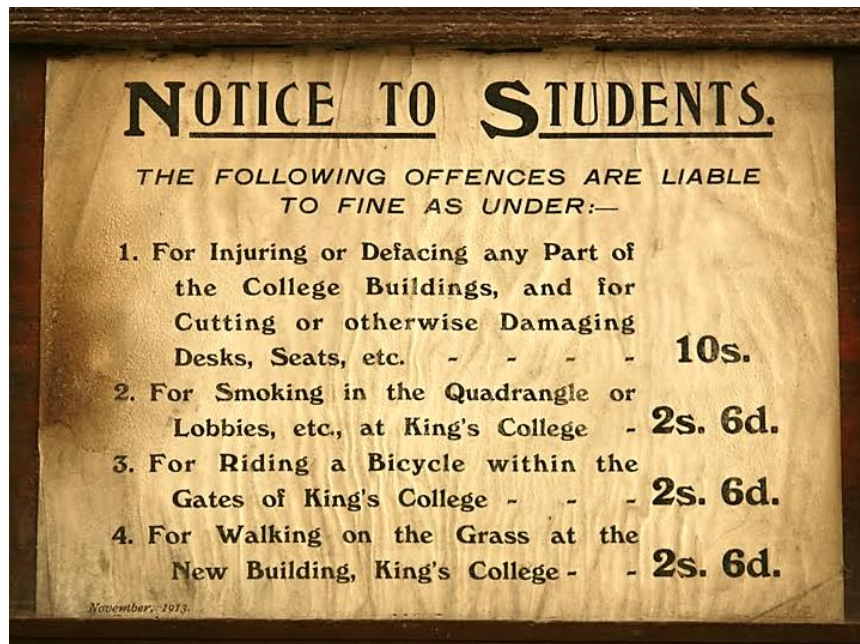 NOTICE TO STUDENTS.
THE FOLLOWING OFFENCES ARE LIABLE
TO FINE AS UNDER:—
1. For Injuring or Defacing any Part of
the College Buildings, and for
Cutting or otherwise Damaging
Desks, Seats, etc. - - - - 10s.
2. For Smoking in the Quadrangle or
Lobbies, etc., at King's College - 2s. 6d.
3. For Riding a Bicycle within the
Gates of King's College - - - 2s. 6d.
4. For Walking on the Grass at the
New Building, King's College - - 2s. 6d.
November, 1913.